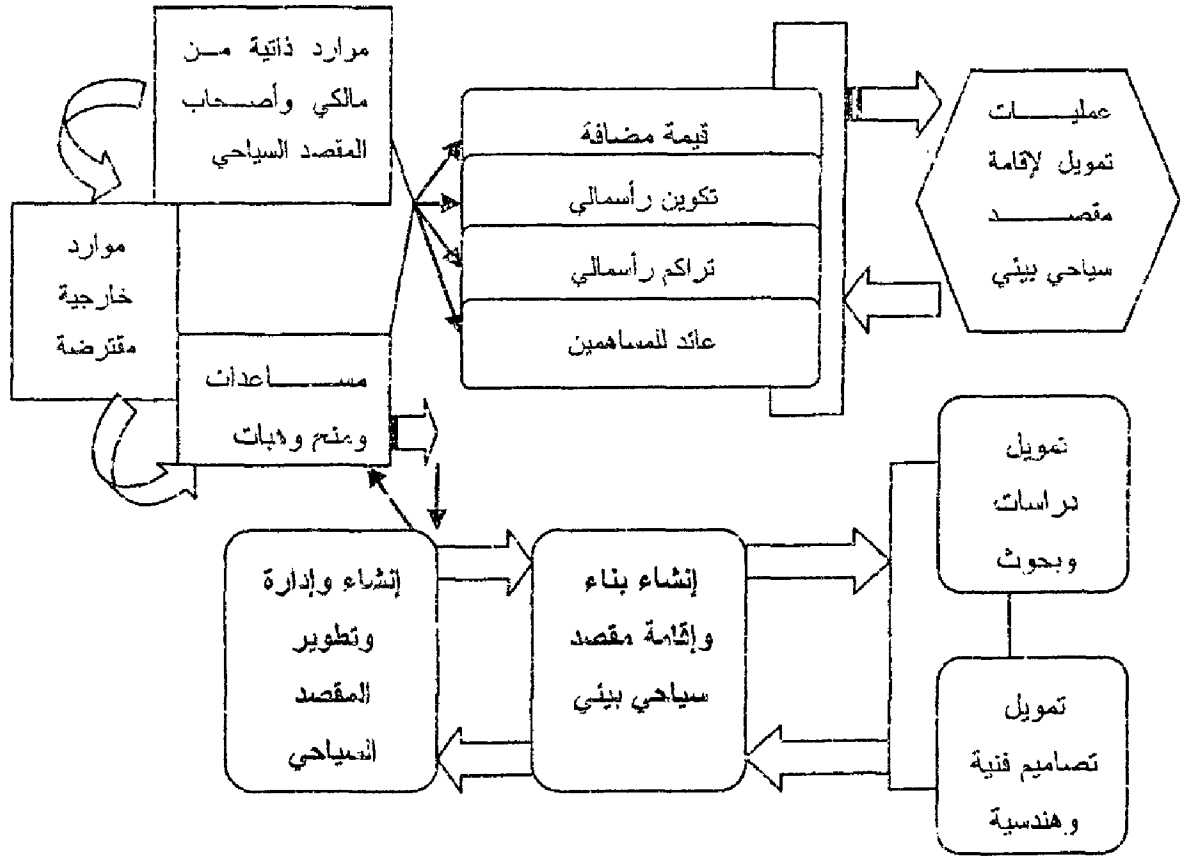 موارد ذاتية من
مالكي وأصحاب
المقصد السياحي
موارد
خارجية
مقترضة
مساعدات
ومنح وهبات
قيمة مضافة
تكوين رأسمالي
تراكم رأسمالي
عائد للمساهمين
عمليات
تمويل لإقامة
مقصد
سياحي بيئي
تمويل
دراسات
وبحوث
تمويل
تصاميم فنية
وهندسية
إنشاء بناء
وإقامة مقصد
سياحي بيئي
إنشاء وإدارة
وتطوير
المقصد
السياحي